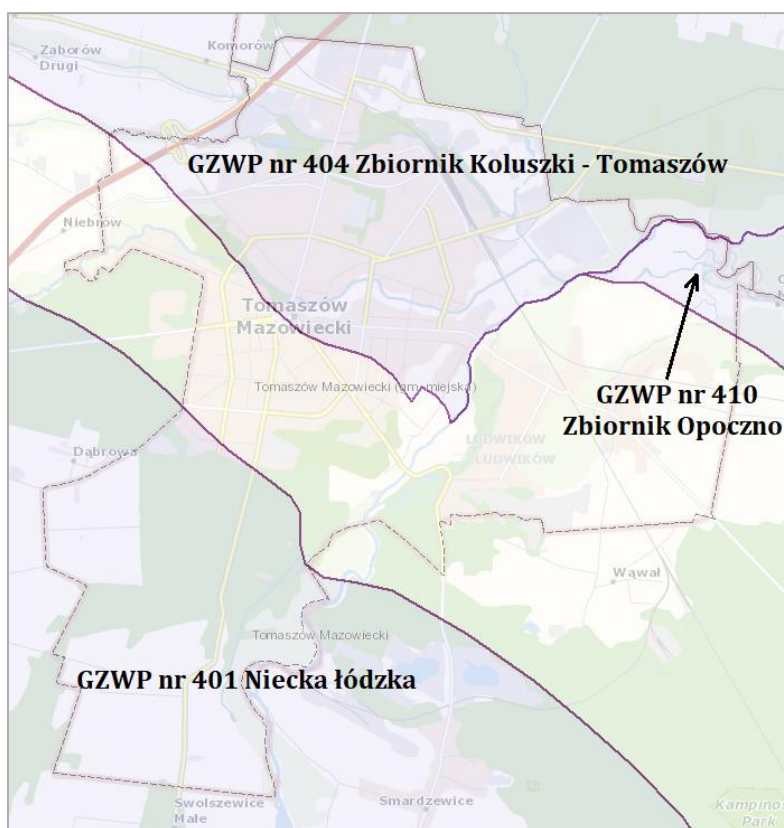 Zaborów
Drugi
Komorów
GZWP nr 404 Zbiornik Koluszki - Tomaszów
Niebrów
Tomaszów
Mazowiecki
Tomaszów Mazowiecki (gm. miejska)
GZWP nr 410
Zbiornik Opoczno
LUDWIKÓW
LUDWIKÓW
Dąbrowa
Wąwał
Tomaszów Mazowiecki
GZWP nr 401 Niecka łódzka
Swolszewice
Małe
Smardzewice
Kampinos
Park